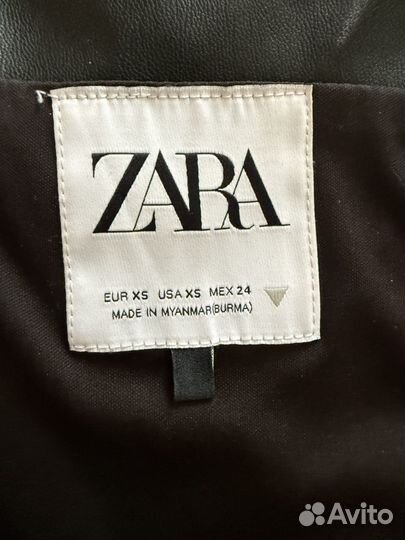 ZARA
EUR XS USA XS MEX 24
MADE IN MYANMAR(BURMA)
Avito